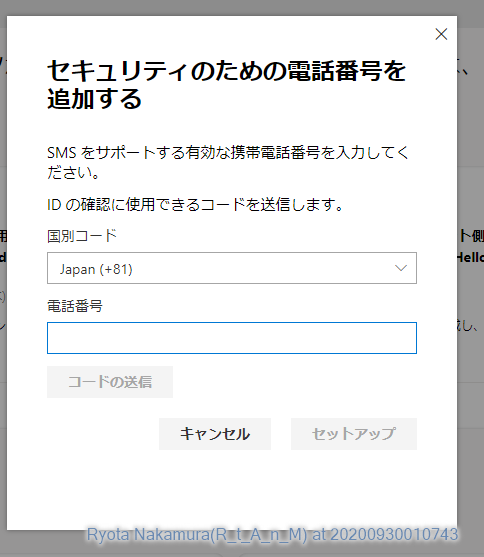 セキュリティのための電話番号を
追加する
SMS をサポートする有効な携帯電話番号を入力してく
ださい。
ID の確認に使用できるコードを送信します。
国別コード
Japan (+81)
電話番号
コードの送信
キャンセル
セットアップ
Ryota Nakamura(R_t_A_n_M) at 20200930010743